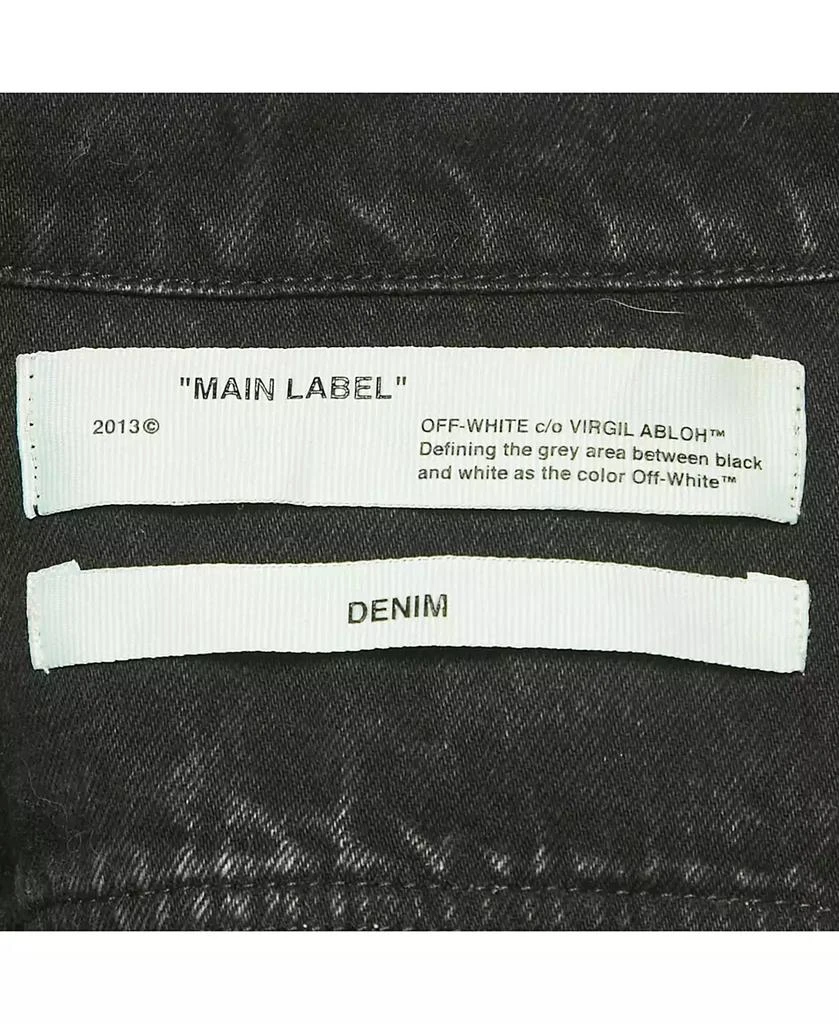 "MAIN LABEL"
2013©
OFF-WHITE c/o VIRGIL ABLOH™
Defining the grey area between black
and white as the color Off-White™
DENIM